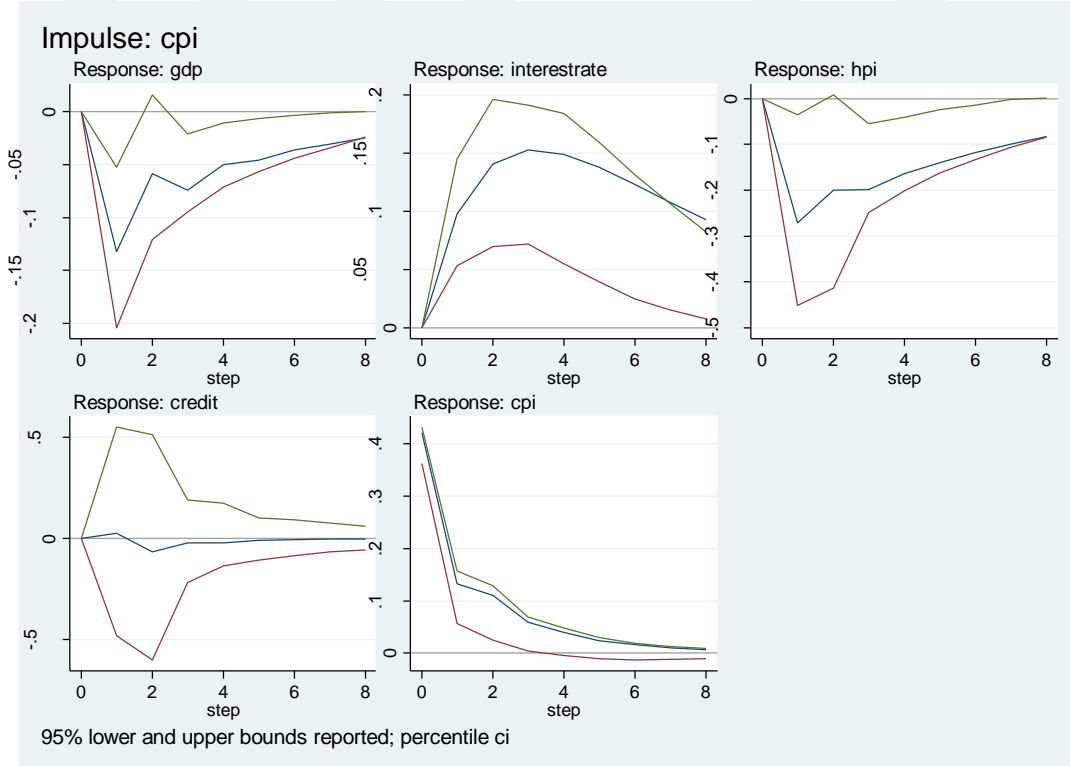 Impulse: cpi
Response: gdp
0
-.05
-.1
-.15
-.2
0 2 4 6 8
step
Response: interestrate
.2
.15
.1
.05
0
0 2 4 6 8
step
Response: hpi
0
-.1
-.2
-.3
-.4
-.5
0 2 4 6 8
step
Response: credit
.5
0
-.5
0 2 4 6 8
step
Response: cpi
.4
.3
.2
.1
0
0 2 4 6 8
step
95% lower and upper bounds reported; percentile ci